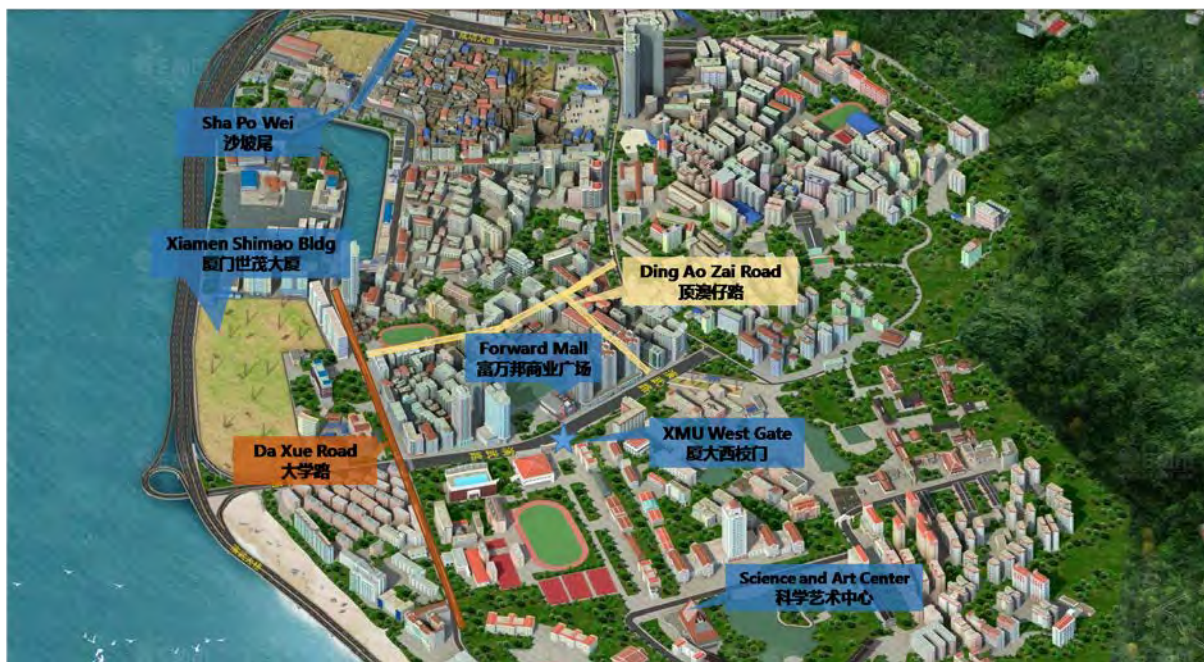 Sha Po Wei
沙坡尾
Xiamen Shimao Bldg
厦门世茂大厦
Ding Ao Zai Road
顶澳仔路
Forward Mall
富万邦商业广场
Da Xue Road
大学路
XMU West Gate
厦大西校门
Science and Art Center
科学艺术中心